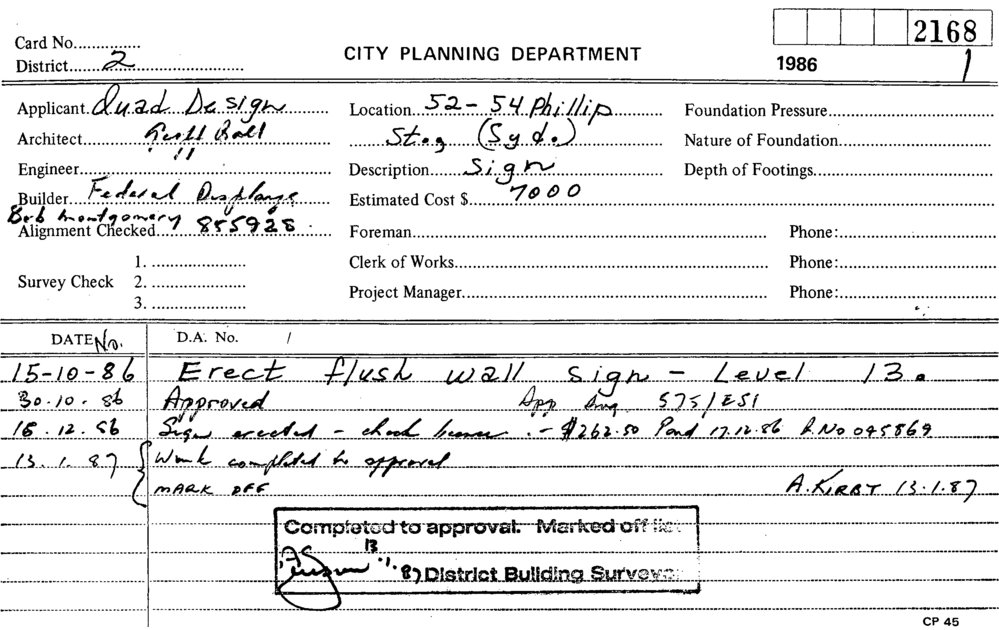 2168
Card No...............
CITY PLANNING DEPARTMENT
District......2
1986
1
Applicant. Quad Design
Location. 52 - 54 Phillip
Foundation Pressure
Architect
St., (Syd.)
Nature of Foundation
"
Engineer
Description. Sign
Depth of Footings
Builder. Federal Displays
Estimated Cost $. 7000
Bob Montgomery 855928
Alignment Checked
Foreman
Phone:
1.
Clerk of Works
Phone:
Survey Check 2.
Project Manager
Phone:
3.
DATE No.
D.A. No. /
15-10-86 Erect flush wall sign - Level 13.
30.10.86 Approved App Dwg 575/ES1
16.12.86 Sign erected - check :- $262.50 Paid 17.12.86 R.No 045869
13.1.87 Work completed to approval
MARK OFF A. KIRBY 13.1.87
Completed to approval. Marked off list
13.1.87 District Building Surveyor
CP 45